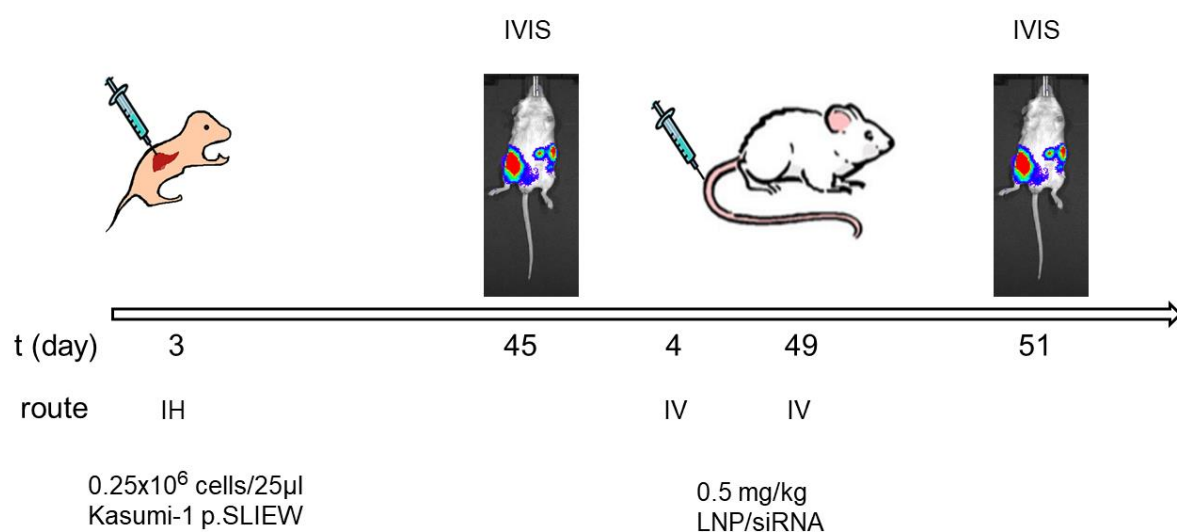 IVIS IVIS
t (day) 3 45 4 49 51
route IH IV IV
0.25x10⁶ cells/25µl
Kasumi-1 p.SLIEW
0.5 mg/kg
LNP/siRNA